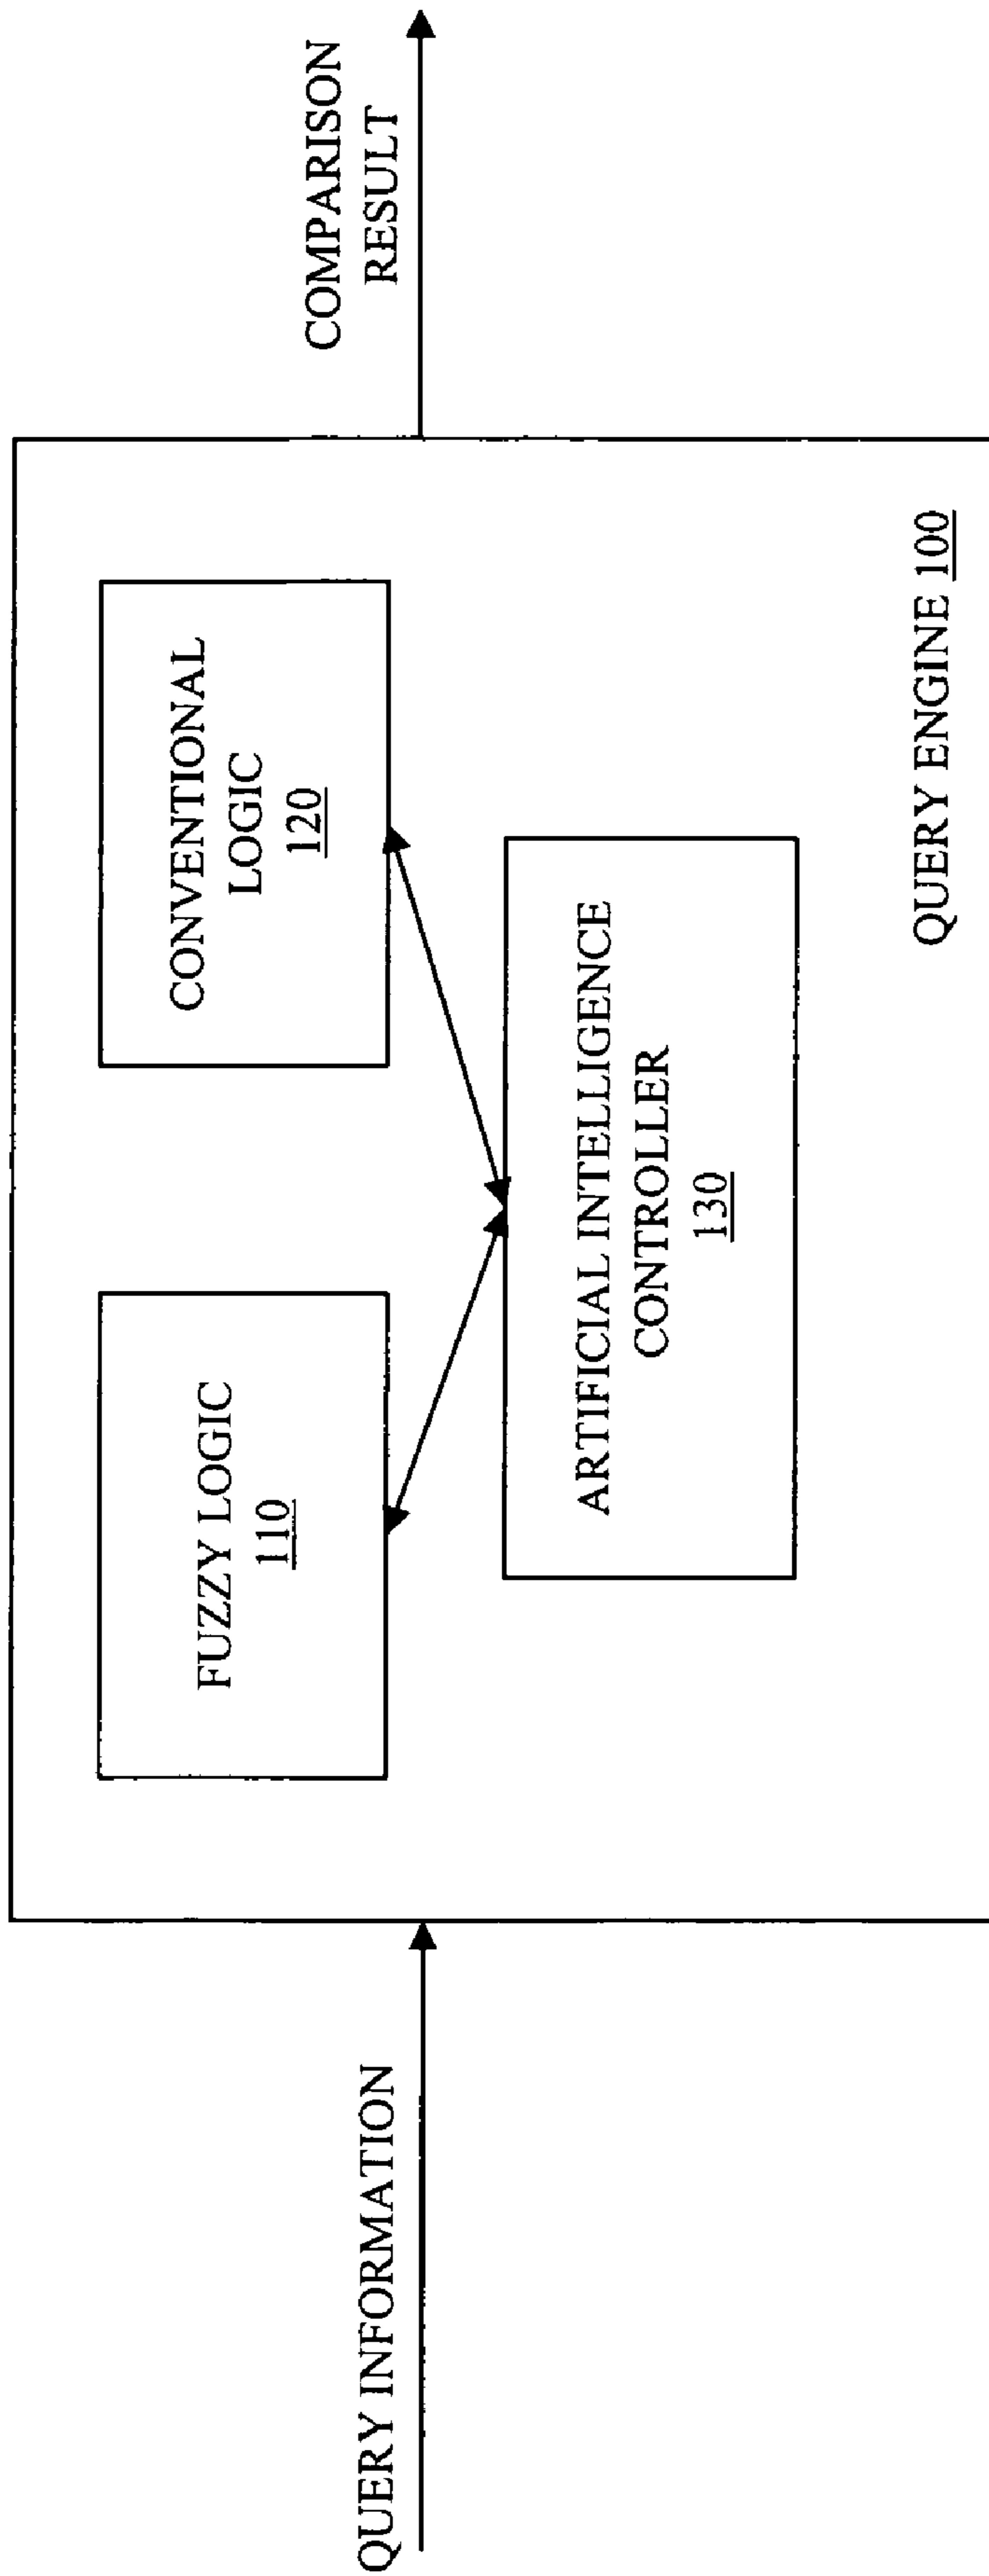 QUERY INFORMATION
FUZZY LOGIC
110
CONVENTIONAL
LOGIC
120
ARTIFICIAL INTELLIGENCE
CONTROLLER
130
QUERY ENGINE 100
COMPARISON
RESULT